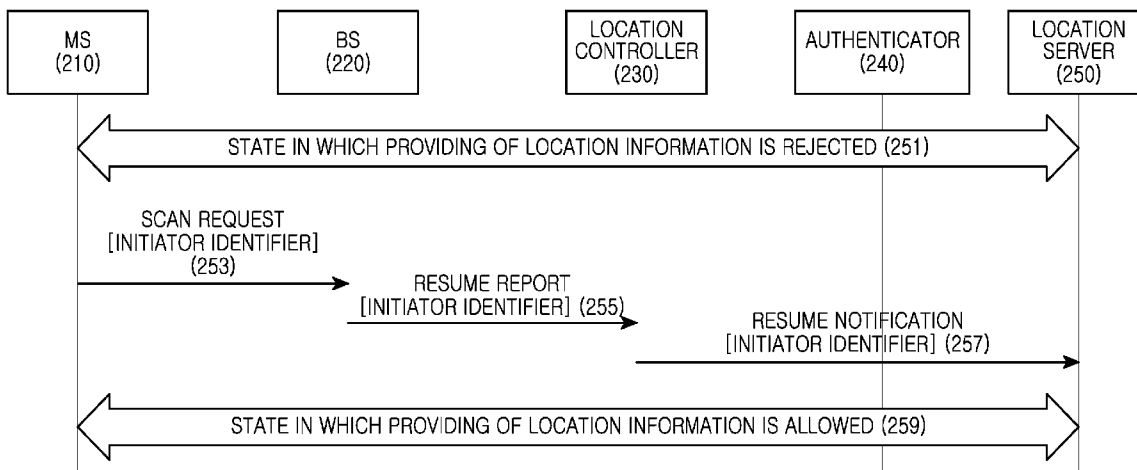 MS
(210)
BS
(220)
LOCATION
CONTROLLER
(230)
AUTHENTICATOR
(240)
LOCATION
SERVER
(250)
STATE IN WHICH PROVIDING OF LOCATION INFORMATION IS REJECTED (251)
SCAN REQUEST
[INITIATOR IDENTIFIER]
(253)
RESUME REPORT
[INITIATOR IDENTIFIER] (255)
RESUME NOTIFICATION
[INITIATOR IDENTIFIER] (257)
STATE IN WHICH PROVIDING OF LOCATION INFORMATION IS ALLOWED (259)